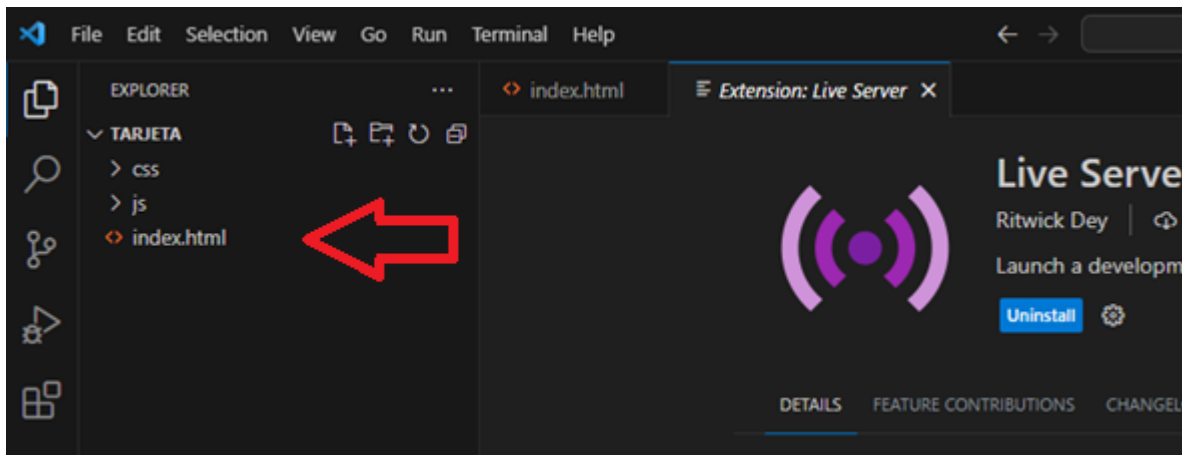 File Edit Selection View Go Run Terminal Help
EXPLORER
TARJETA
css
js
index.html
index.html
Extension: Live Server
Live Serve
Ritwick Dey
Launch a developm
Uninstall
DETAILS FEATURE CONTRIBUTIONS CHANGEL